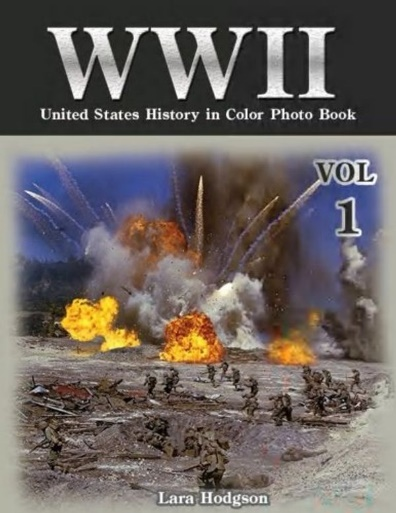 WWII
United States History in Color Photo Book
VOL
1
Lara Hodgson